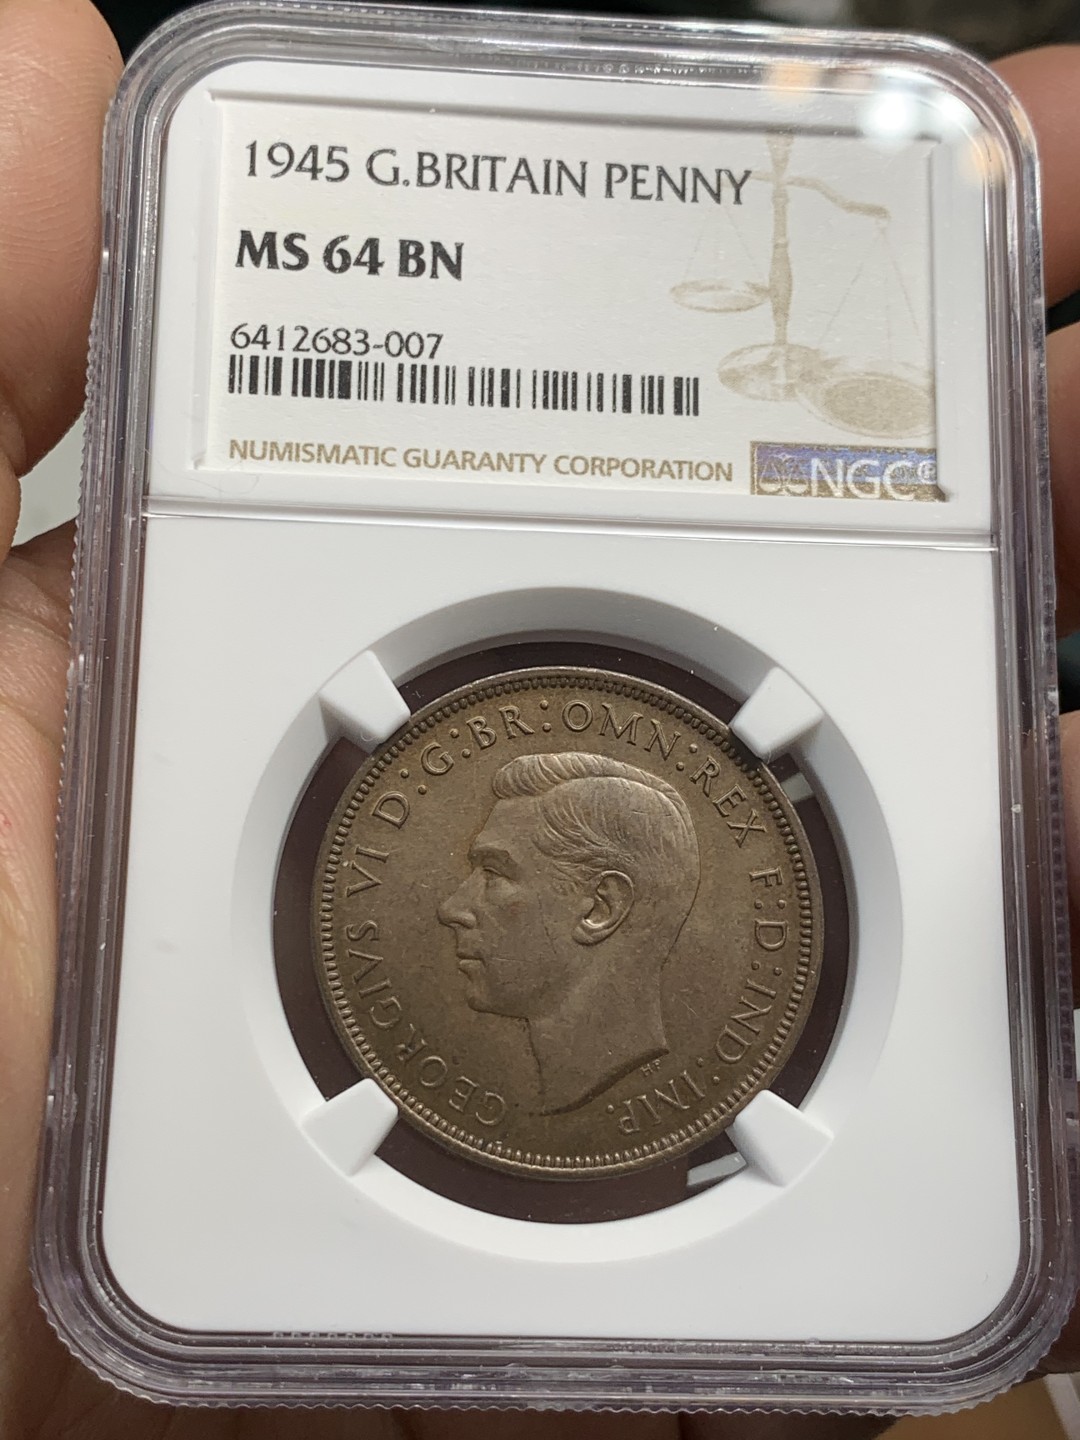 1945 G.BRITAIN PENNY
MS 64 BN
6412683-007
NUMISMATIC GUARANTY CORPORATION
NGC®
GEORGIVS VI D:G:BR:OMN:REX F:D:IND:IMP.
HP